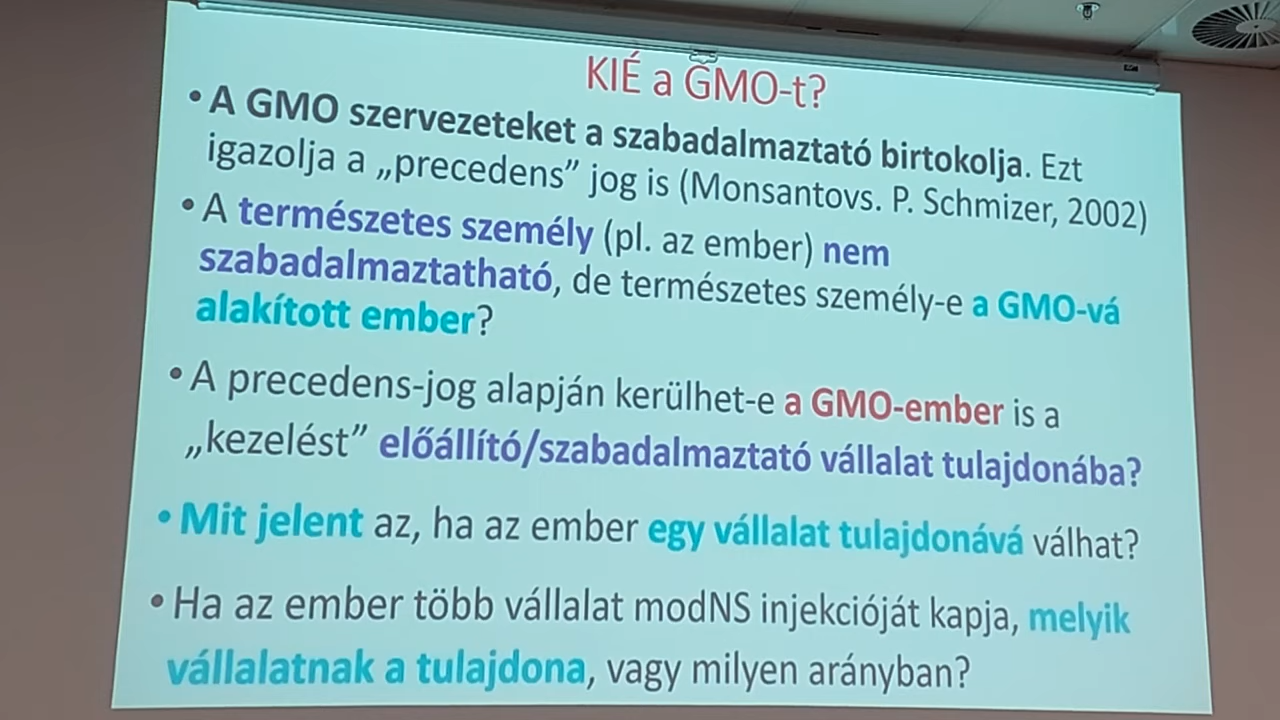 KIÉ a GMO-t?
• A GMO szervezeteket a szabadalmaztató birtokolja. Ezt
igazolja a „precedens” jog is (Monsantovs. P. Schmizer, 2002)
• A természetes személy (pl. az ember) nem
szabadalmaztatható, de természetes személy-e a GMO-vá
alakított ember?
• A precedens-jog alapján kerülhet-e a GMO-ember is a
„kezelést” előállító/szabadalmaztató vállalat tulajdonába?
• Mit jelent az, ha az ember egy vállalat tulajdonává válhat?
• Ha az ember több vállalat modNS injekcióját kapja, melyik
vállalatnak a tulajdona, vagy milyen arányban?